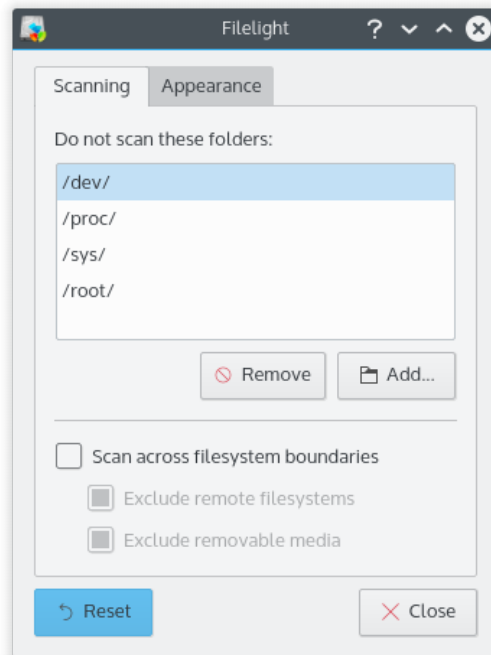 Filelight
Scanning Appearance
Do not scan these folders:
/dev/
/proc/
/sys/
/root/
Remove Add...
Scan across filesystem boundaries
Exclude remote filesystems
Exclude removable media
Reset Close